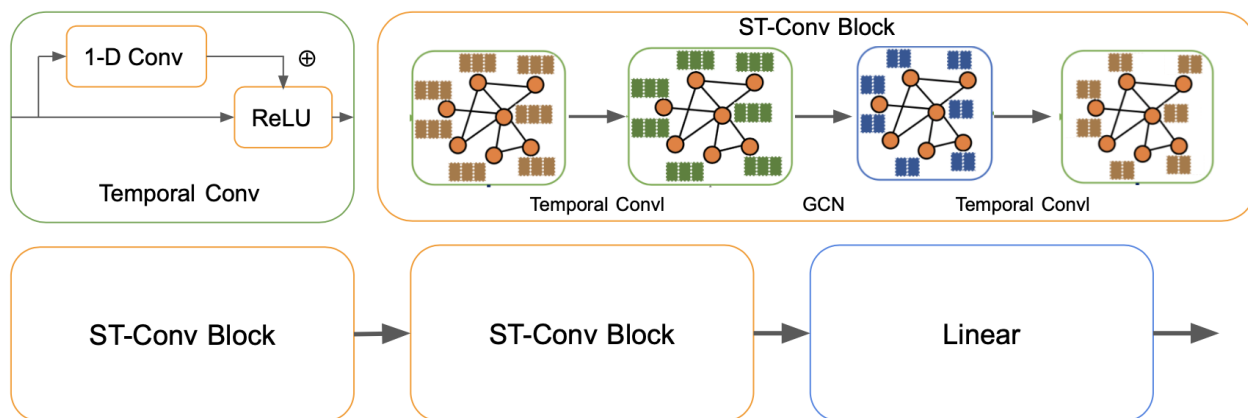 1-D Conv
⊕
ReLU
Temporal Conv
ST-Conv Block
Temporal Convl
GCN
Temporal Convl
ST-Conv Block
ST-Conv Block
Linear